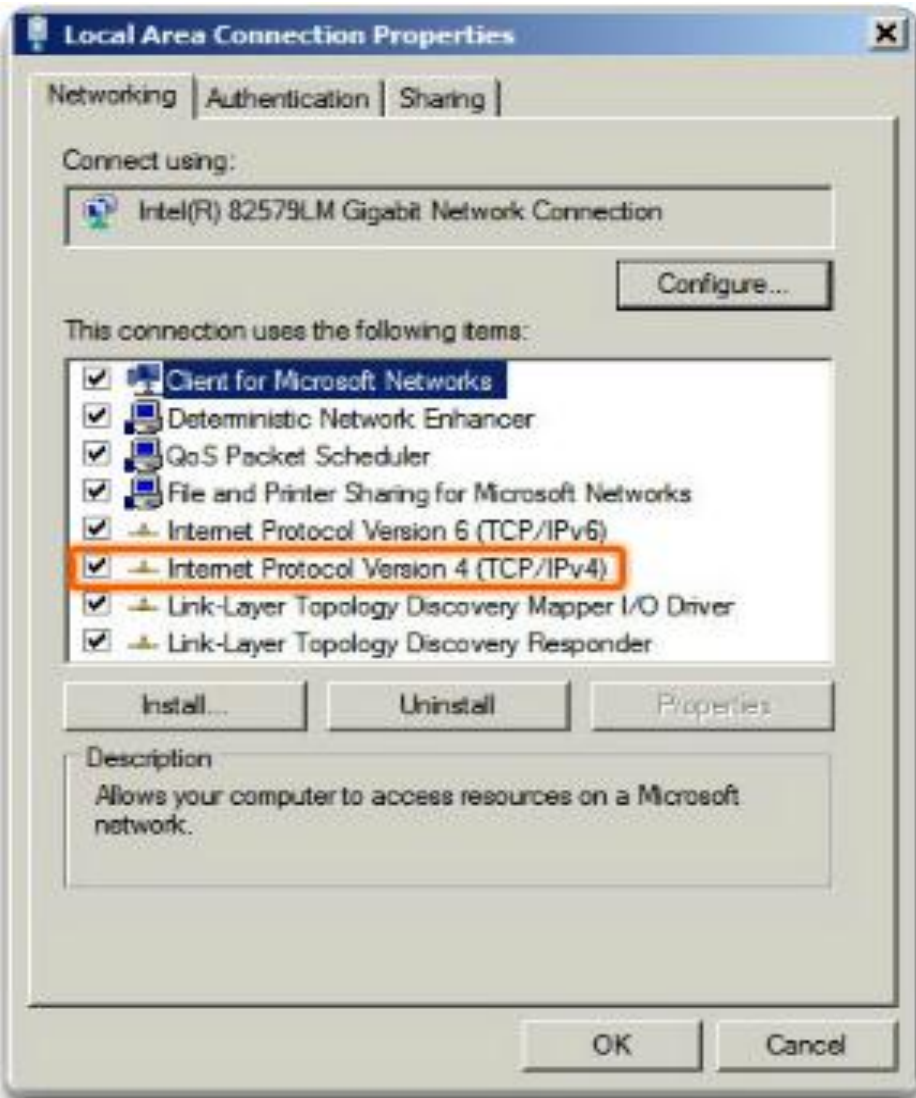 Local Area Connection Properties
Networking
Authentication
Sharing
Connect using:
Intel(R) 82579LM Gigabit Network Connection
Configure...
This connection uses the following items:
Client for Microsoft Networks
Deterministic Network Enhancer
QoS Packet Scheduler
File and Printer Sharing for Microsoft Networks
Internet Protocol Version 6 (TCP/IPv6)
Internet Protocol Version 4 (TCP/IPv4)
Link-Layer Topology Discovery Mapper I/O Driver
Link-Layer Topology Discovery Responder
Install...
Uninstall
Properties
Description
Allows your computer to access resources on a Microsoft
network.
OK
Cancel